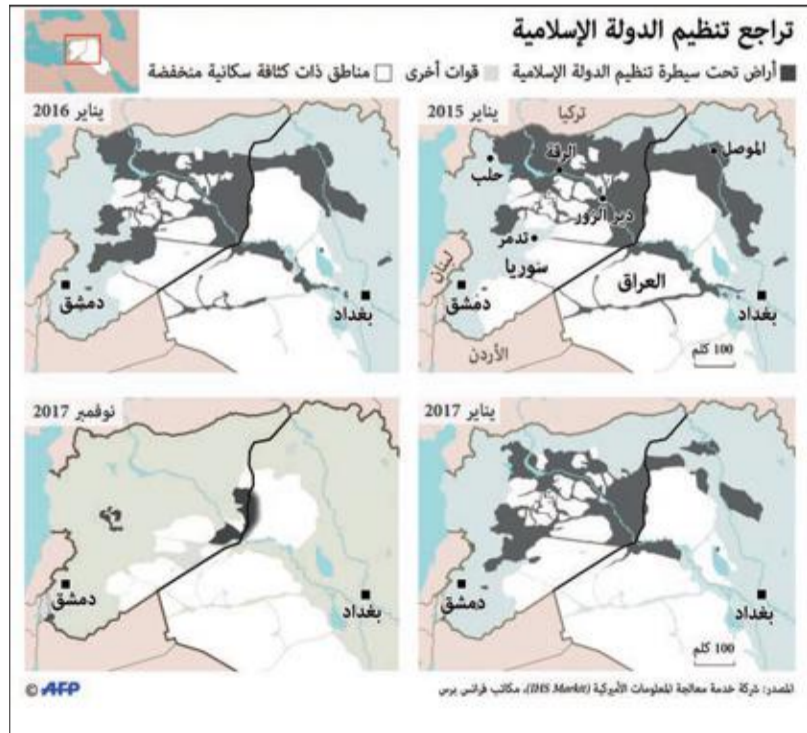 تراجع تنظيم الدولة الإسلامية
أراض تحت سيطرة تنظيم الدولة الإسلامية
قوات أخرى
مناطق ذات كثافة سكانية منخفضة
يناير 2015
تركيا
الموصل
الرقة
حلب
دير الزور
تدمر
سوريا
لبنان
العراق
دمشق
بغداد
الأردن
100 كلم
يناير 2016
دمشق
بغداد
يناير 2017
دمشق
بغداد
100 كلم
نوفمبر 2017
دمشق
بغداد
المصدر: شركة خدمة معالجة المعلومات الأميركية (IHS Markit)، مكاتب فرانس برس
© AFP